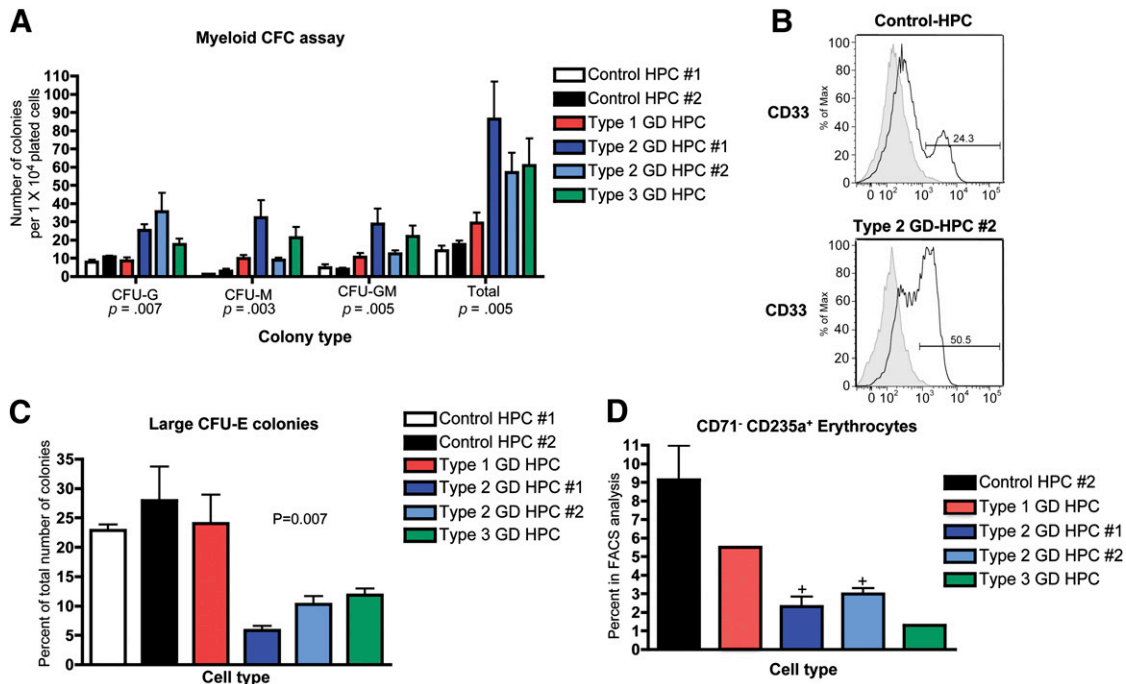 A
Myeloid CFC assay
Number of colonies
per 1 X 10⁴ plated cells
110
100
90
80
70
60
50
40
30
20
10
0
CFU-G
p = .007
CFU-M
p = .003
CFU-GM
p = .005
Total
p = .005
Colony type
Control HPC #1
Control HPC #2
Type 1 GD HPC
Type 2 GD HPC #1
Type 2 GD HPC #2
Type 3 GD HPC
B
Control-HPC
CD33
% of Max
100
80
60
40
20
0
24.3
0 10² 10³ 10⁴ 10⁵
Type 2 GD-HPC #2
CD33
% of Max
100
80
60
40
20
0
50.5
0 10² 10³ 10⁴ 10⁵
C
Large CFU-E colonies
Percent of total number of colonies
35
30
25
20
15
10
5
0
P=0.007
Cell type
Control HPC #1
Control HPC #2
Type 1 GD HPC
Type 2 GD HPC #1
Type 2 GD HPC #2
Type 3 GD HPC
D
CD71⁻ CD235a⁺ Erythrocytes
Percent in FACS analysis
11
10
9
8
7
6
5
4
3
2
1
0
+
+
Cell type
Control HPC #2
Type 1 GD HPC
Type 2 GD HPC #1
Type 2 GD HPC #2
Type 3 GD HPC